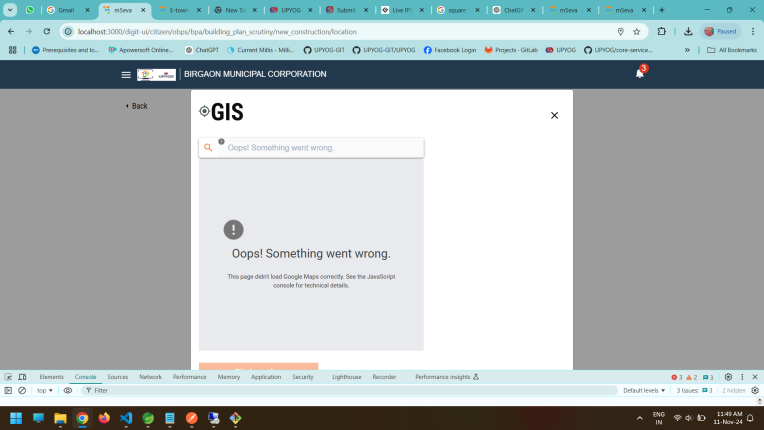 Gmail
mSeva
E-town
New Ta
UPYOG
Submit
Live IPO
square
ChatGP
mSeva
mSeva
localhost:3000/digit-ui/citizen/obps/bpa/building_plan_scrutiny/new_construction/location
Paused
Prerequisites and Io...
Apowersoft Online...
ChatGPT
Current Millis - Milli...
UPYOG-GIT
UPYOG-GIT/UPYOG
Facebook Login
Projects · GitLab
UPYOG
UPYOG/core-service...
»
All Bookmarks
BIRGAON MUNICIPAL CORPORATION
3
Back
GIS
Oops! Something went wrong.
Oops! Something went wrong.
This page didn't load Google Maps correctly. See the JavaScript
console for technical details.
Elements
Console
Sources
Network
Performance
Memory
Application
Security
Lighthouse
Recorder
Performance insights
3
2
3
top
Filter
Default levels
3 Issues:
3
2 hidden
ENG
IN
11:49 AM
11-Nov-24